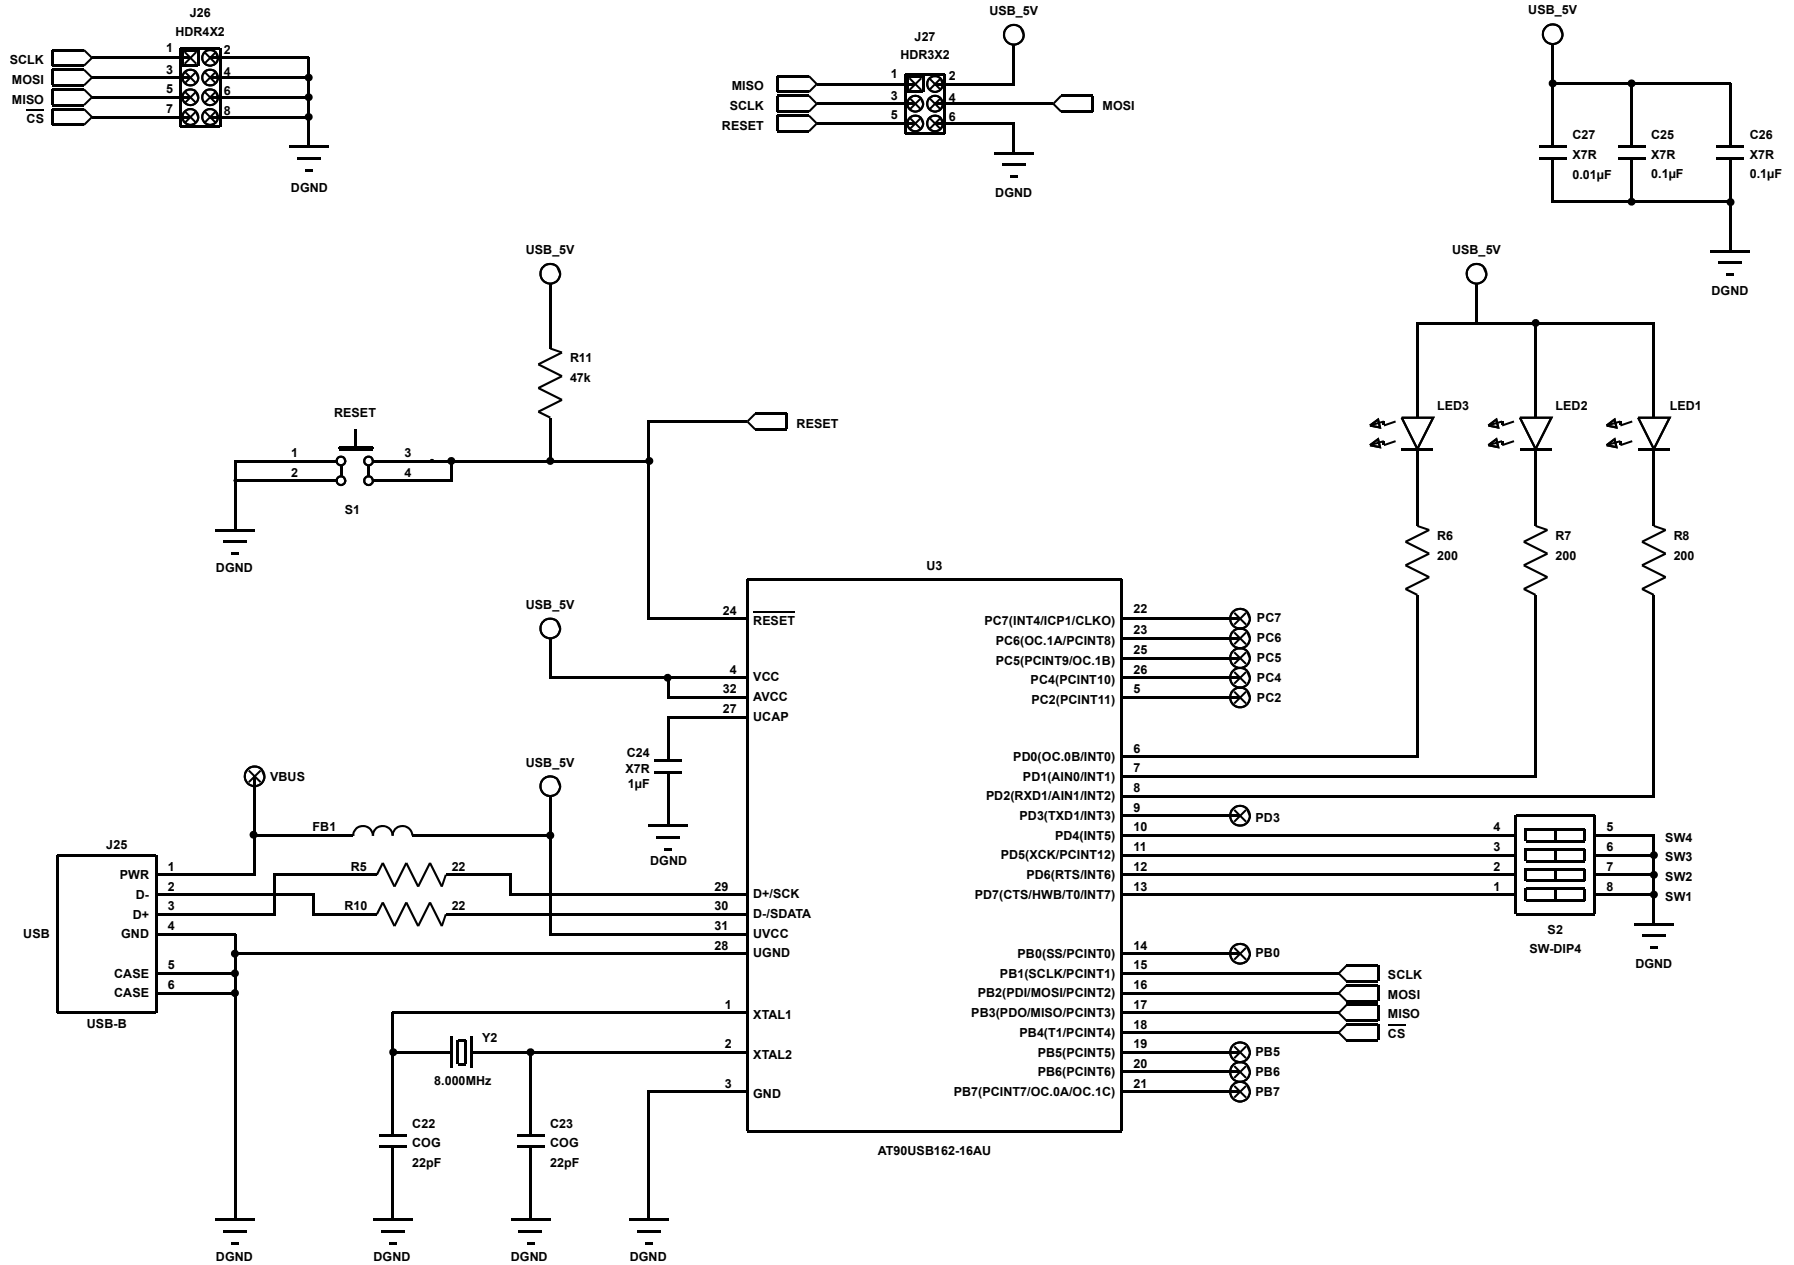 J26
HDR4X2
SCLK 1 2
MOSI 3 4
MISO 5 6
CS 7 8
DGND
USB_5V
J27
HDR3X2
MISO 1 2
SCLK 3 4 MOSI
RESET 5 6
DGND
USB_5V
C27
X7R
0.01µF
C25
X7R
0.1µF
C26
X7R
0.1µF
DGND
USB_5V
R11
47k
RESET
1 3
2 4
S1
DGND
RESET
USB_5V
LED3
LED2
LED1
R6
200
R7
200
R8
200
U3
24 RESET
USB_5V
4 VCC
32 AVCC
27 UCAP
C24
X7R
1µF
DGND
VBUS
USB_5V
FB1
J25
PWR 1
D- 2
D+ 3
GND 4
CASE 5
CASE 6
USB
USB-B
R5 22
R10 22
29 D+/SCK
30 D-/SDATA
31 UVCC
28 UGND
1 XTAL1
2 XTAL2
3 GND
Y2
8.000MHz
C22
COG
22pF
C23
COG
22pF
DGND
DGND
DGND
DGND
PC7(INT4/ICP1/CLKO) 22 PC7
PC6(OC.1A/PCINT8) 23 PC6
PC5(PCINT9/OC.1B) 25 PC5
PC4(PCINT10) 26 PC4
PC2(PCINT11) 5 PC2
PD0(OC.0B/INT0) 6
PD1(AIN0/INT1) 7
PD2(RXD1/AIN1/INT2) 8
PD3(TXD1/INT3) 9 PD3
PD4(INT5) 10 4 5 SW4
PD5(XCK/PCINT12) 11 3 6 SW3
PD6(RTS/INT6) 12 2 7 SW2
PD7(CTS/HWB/T0/INT7) 13 1 8 SW1
S2
SW-DIP4
DGND
PB0(SS/PCINT0) 14 PB0
PB1(SCLK/PCINT1) 15 SCLK
PB2(PDI/MOSI/PCINT2) 16 MOSI
PB3(PDO/MISO/PCINT3) 17 MISO
PB4(T1/PCINT4) 18 CS
PB5(PCINT5) 19 PB5
PB6(PCINT6) 20 PB6
PB7(PCINT7/OC.0A/OC.1C) 21 PB7
AT90USB162-16AU